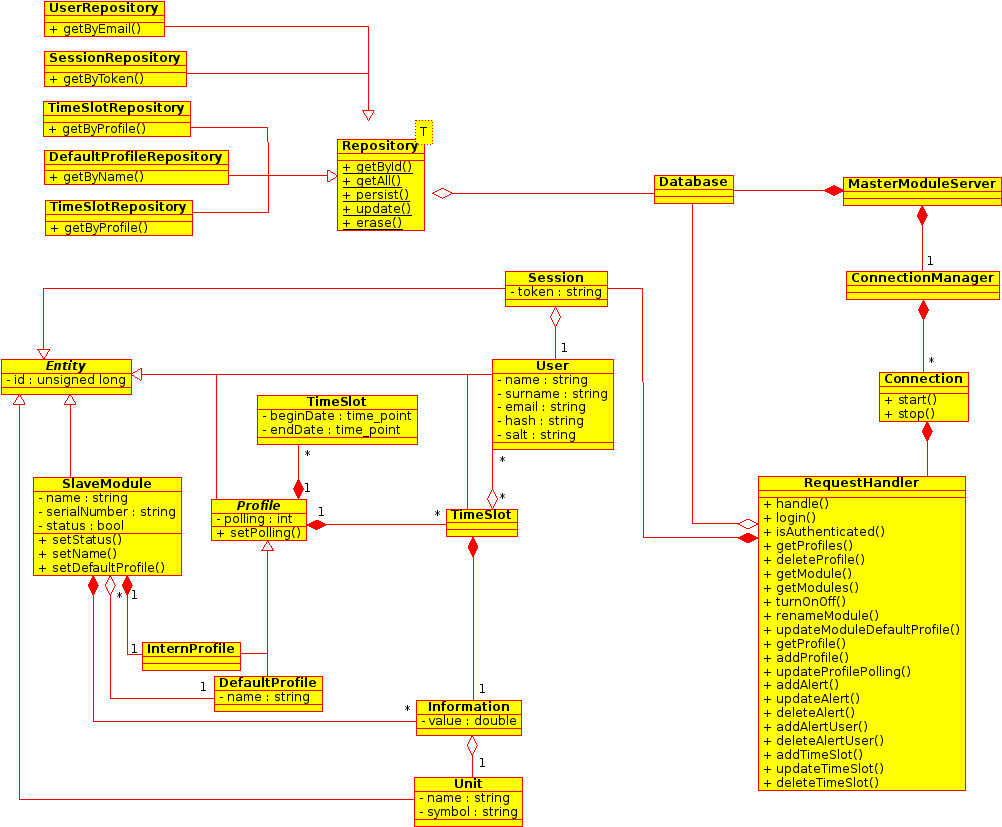 UserRepository
+ getByEmail()
SessionRepository
+ getByToken()
TimeSlotRepository
+ getByProfile()
DefaultProfileRepository
+ getByName()
TimeSlotRepository
+ getByProfile()
T
Repository
+ getById()
+ getAll()
+ persist()
+ update()
+ erase()
Database
MasterModuleServer
1
ConnectionManager
*
Connection
+ start()
+ stop()
Session
- token : string
1
Entity
- id : unsigned long
User
- name : string
- surname : string
- email : string
- hash : string
- salt : string
*
*
TimeSlot
- beginDate : time_point
- endDate : time_point
*
1
Profile
- polling : int
+ setPolling()
1
*
TimeSlot
SlaveModule
- name : string
- serialNumber : string
- status : bool
+ setStatus()
+ setName()
+ setDefaultProfile()
*
1
1
InternProfile
1
DefaultProfile
- name : string
*
1
Information
- value : double
1
Unit
- name : string
- symbol : string
RequestHandler
+ handle()
+ login()
+ isAuthenticated()
+ getProfiles()
+ deleteProfile()
+ getModule()
+ getModules()
+ turnOnOff()
+ renameModule()
+ updateModuleDefaultProfile()
+ getProfile()
+ addProfile()
+ updateProfilePolling()
+ addAlert()
+ updateAlert()
+ deleteAlert()
+ addAlertUser()
+ deleteAlertUser()
+ addTimeSlot()
+ updateTimeSlot()
+ deleteTimeSlot()